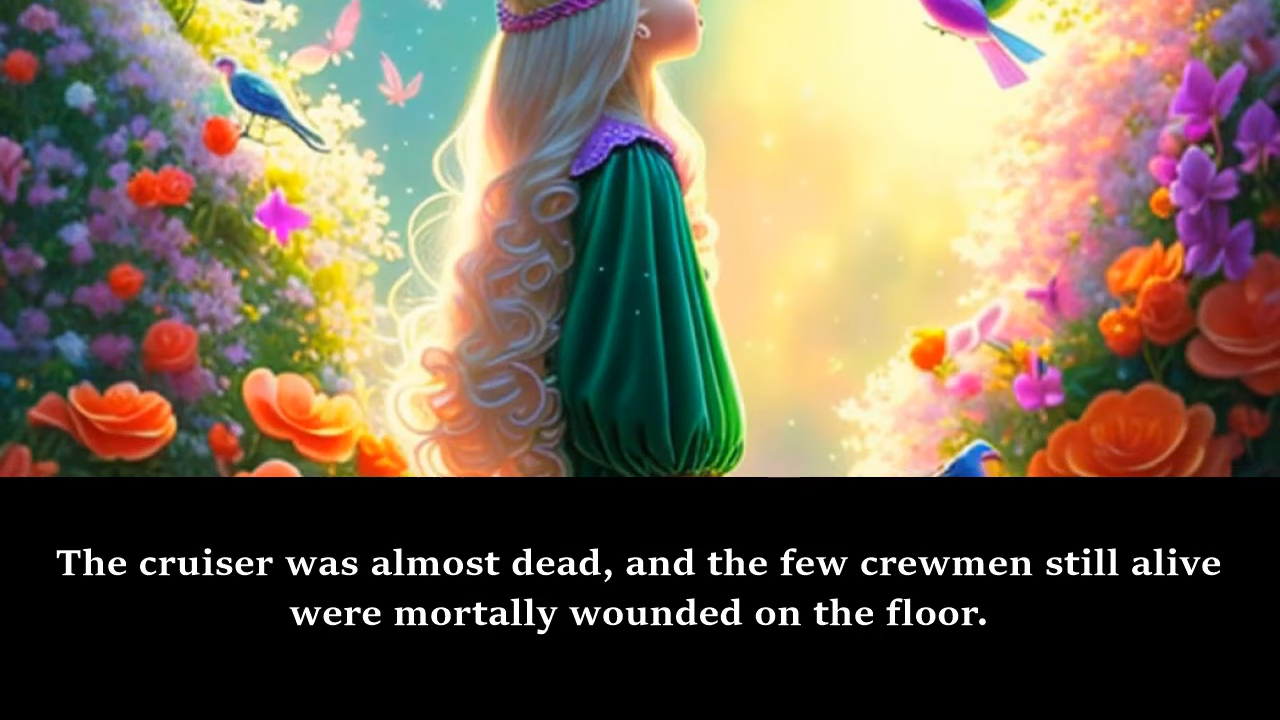 The cruiser was almost dead, and the few crewmen still alive
were mortally wounded on the floor.